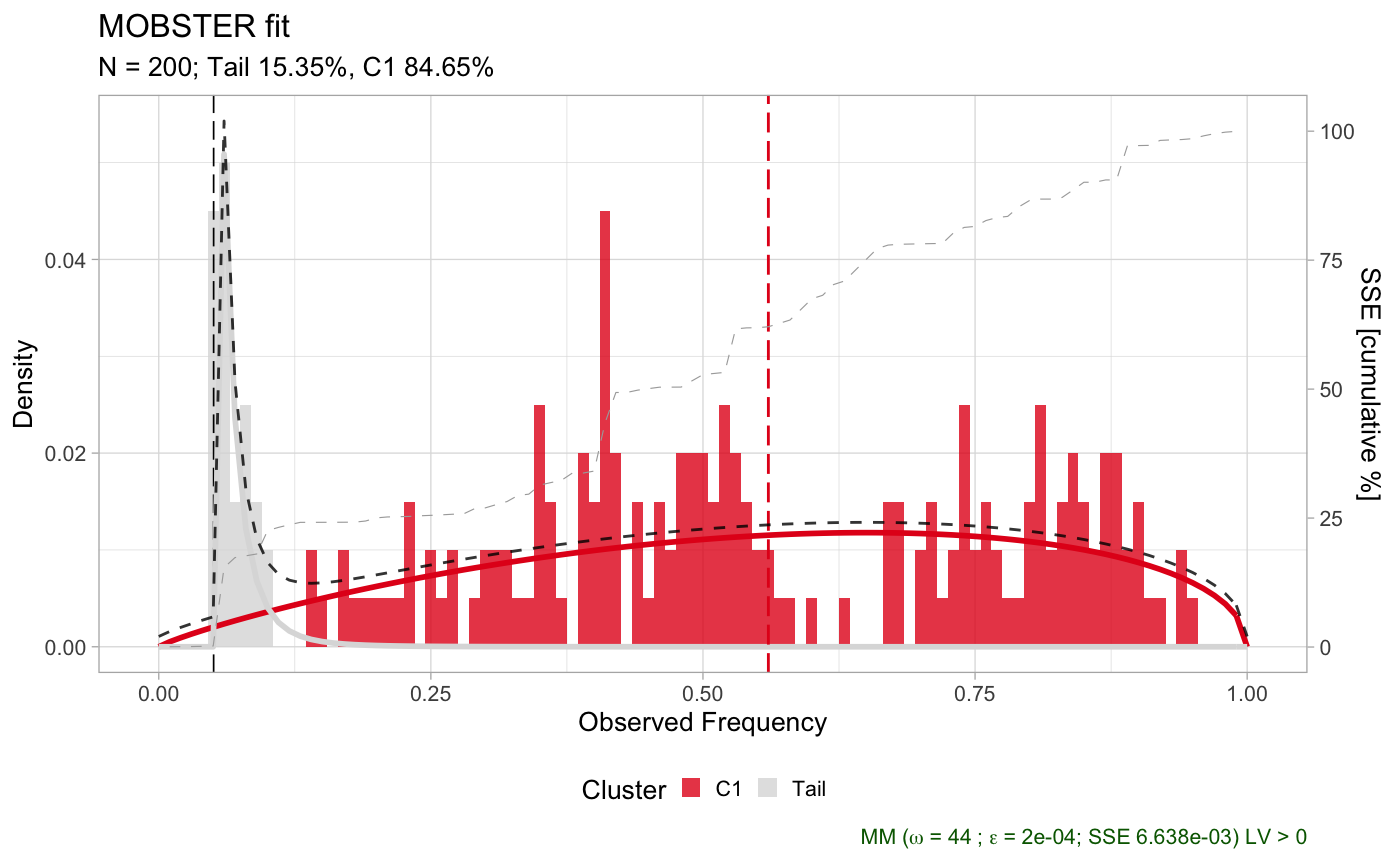 MOBSTER fit
N = 200; Tail 15.35%, C1 84.65%
Density
0.04
0.02
0.00
100
75
50
25
0
SSE [cumulative %]
0.00 0.25 0.50 0.75 1.00
Observed Frequency
Cluster C1 Tail
MM (ω = 44 ; ε = 2e-04; SSE 6.638e-03) LV > 0